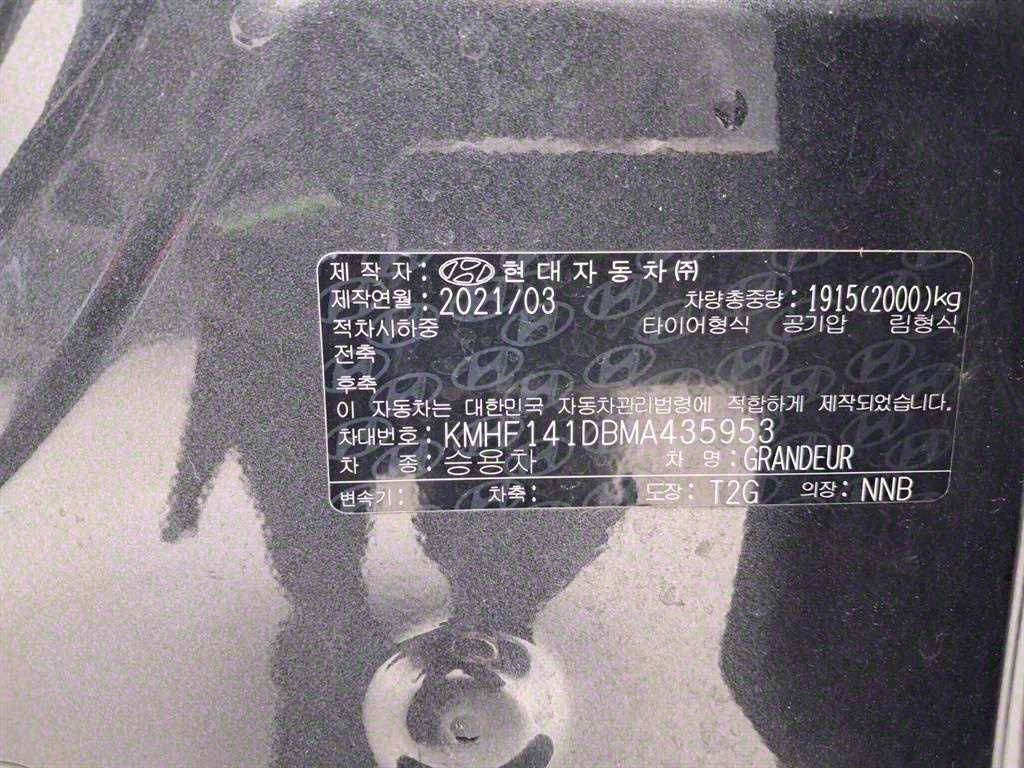 제 작 자 : 현대자동차㈜
제작연월 : 2021/03 차량총중량 : 1915(2000)kg
적차시하중 타이어형식 공기압 림형식
전축
후축
이 자동차는 대한민국 자동차관리법령에 적합하게 제작되었습니다.
차대번호 : KMHF141DBMA435953
차 종 : 승용차 차 명 : GRANDEUR
변속기 : 차축 : 도장 : T2G 의장 : NNB